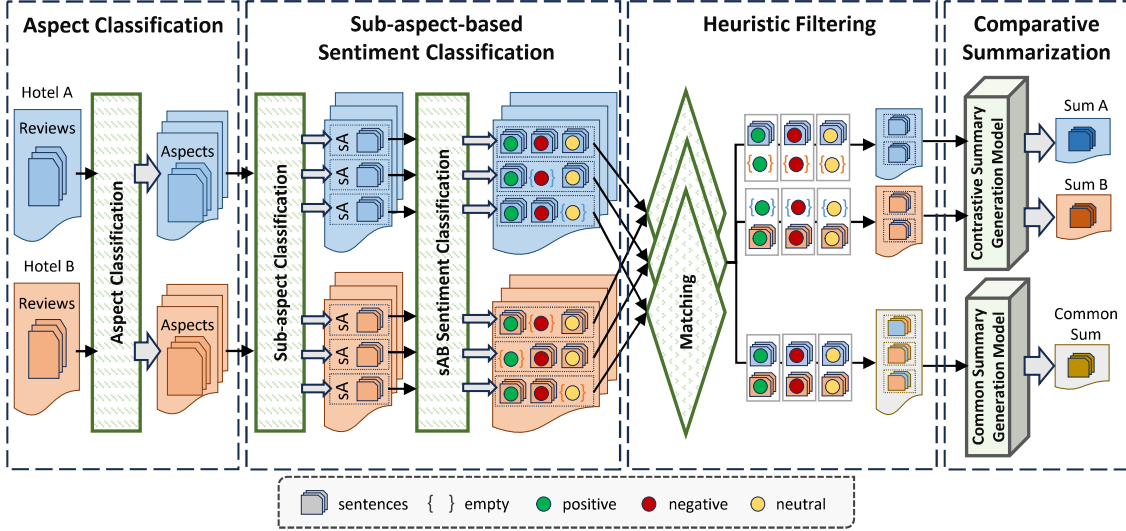 Aspect Classification
Sub-aspect-based
Sentiment Classification
Heuristic Filtering
Comparative
Summarization
Hotel A
Reviews
Aspects
Hotel B
Reviews
Aspects
Aspect Classification
Sub-aspect Classification
sA
sA
sA
sA
sA
sA
sAB Sentiment Classification
{ }
{ }
{ }
{ }
{ }
Matching
{ }
{ }
{ }
{ }
{ }
{ }
Contrastive Summary
Generation Model
Sum A
Sum B
Common Summary
Generation Model
Common
Sum
sentences
{ } empty
positive
negative
neutral